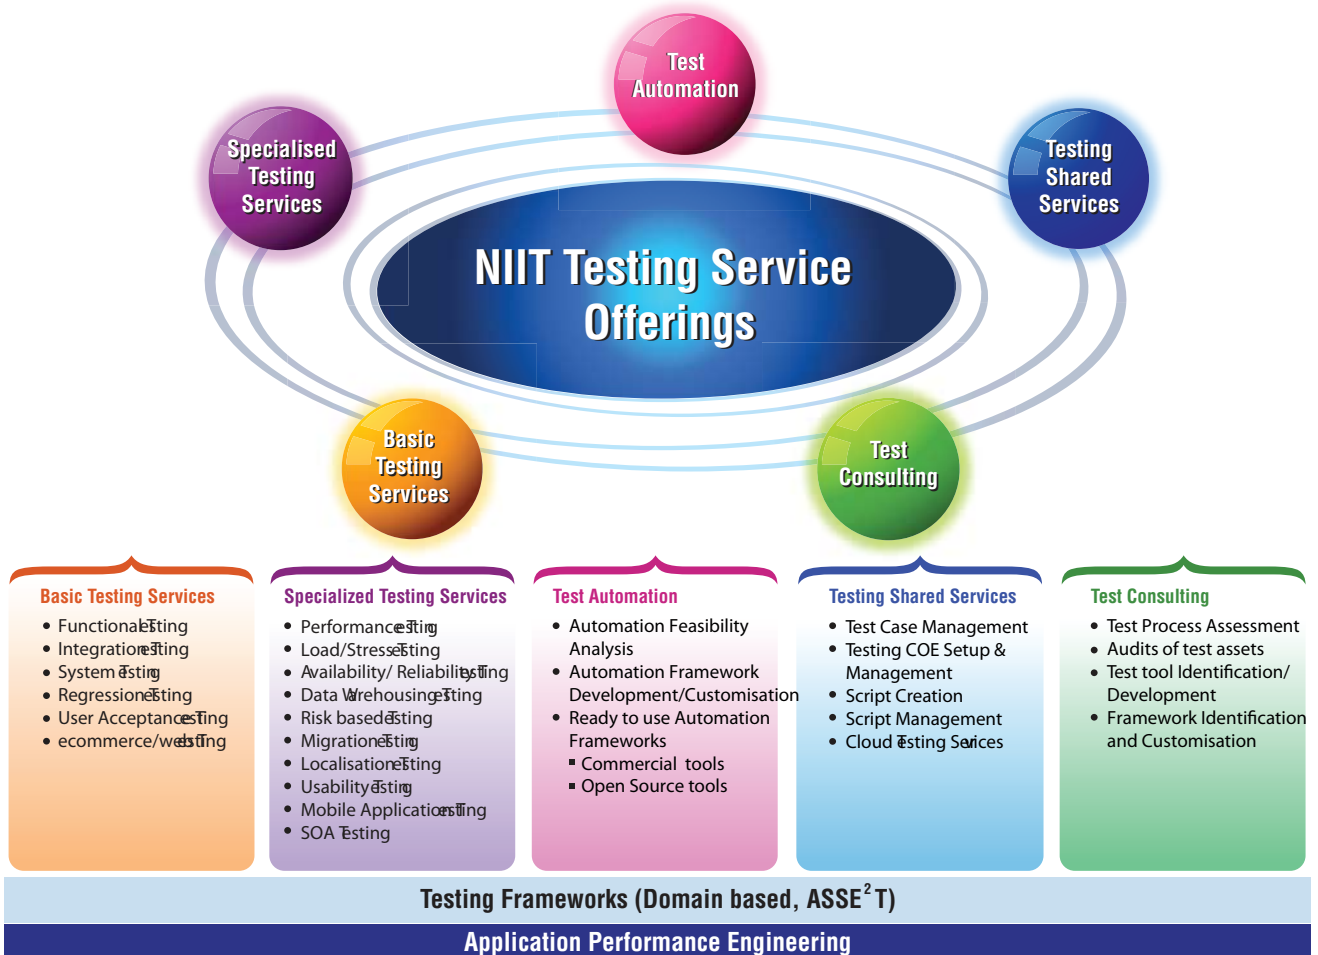 Test
Automation
Specialised
Testing
Services
Testing
Shared
Services
NIIT Testing Service
Offerings
Basic
Testing
Services
Test
Consulting
Basic Testing Services
• Functional Testing
• Integration Testing
• System Testing
• Regression Testing
• User Acceptance Testing
• ecommerce/web Testing
Specialized Testing Services
• Performance Testing
• Load/Stress Testing
• Availability/ Reliability Testing
• Data Warehousing Testing
• Risk based Testing
• Migration Testing
• Localisation Testing
• Usability Testing
• Mobile Application Testing
• SOA Testing
Test Automation
• Automation Feasibility
Analysis
• Automation Framework
Development/Customisation
• Ready to use Automation
Frameworks
▪ Commercial tools
▪ Open Source tools
Testing Shared Services
• Test Case Management
• Testing COE Setup &
Management
• Script Creation
• Script Management
• Cloud Testing Services
Test Consulting
• Test Process Assessment
• Audits of test assets
• Test tool Identification/
Development
• Framework Identification
and Customisation
Testing Frameworks (Domain based, ASSE²T)
Application Performance Engineering